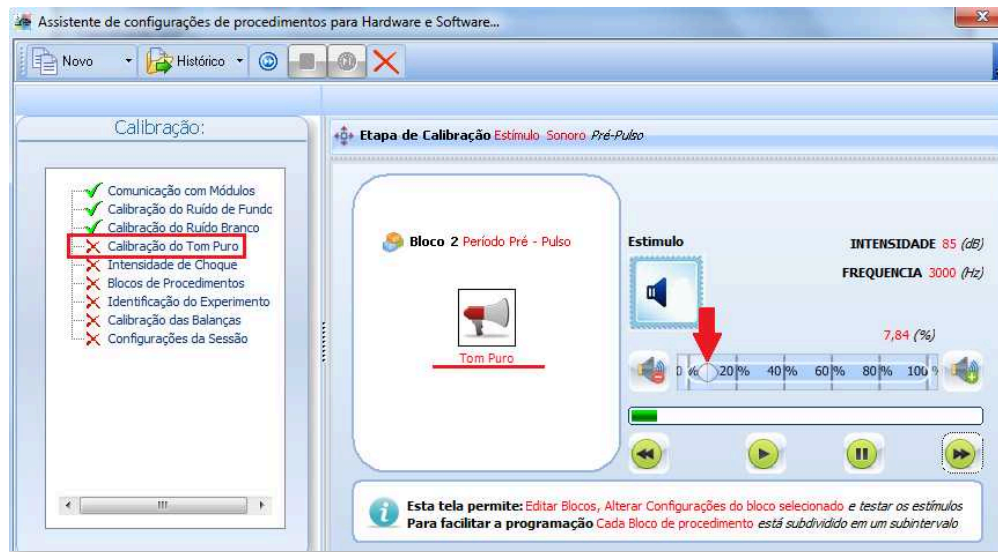 Assistente de configurações de procedimentos para Hardware e Software...
Novo Histórico
Calibração:
Comunicação com Módulos
Calibração do Ruído de Fundo
Calibração do Ruído Branco
Calibração do Tom Puro
Intensidade de Choque
Blocos de Procedimentos
Identificação do Experimento
Calibração das Balanças
Configurações da Sessão
Etapa de Calibração Estímulo Sonoro Pré-Pulso
Bloco 2 Período Pré - Pulso
Tom Puro
Estimulo
INTENSIDADE 85 (dB)
FREQUENCIA 3000 (Hz)
7,84 (%)
0 % 20 % 40 % 60 % 80 % 100 %
Esta tela permite: Editar Blocos, Alterar Configurações do bloco selecionado e testar os estímulos
Para facilitar a programação Cada Bloco de procedimento está subdividido em um subintervalo